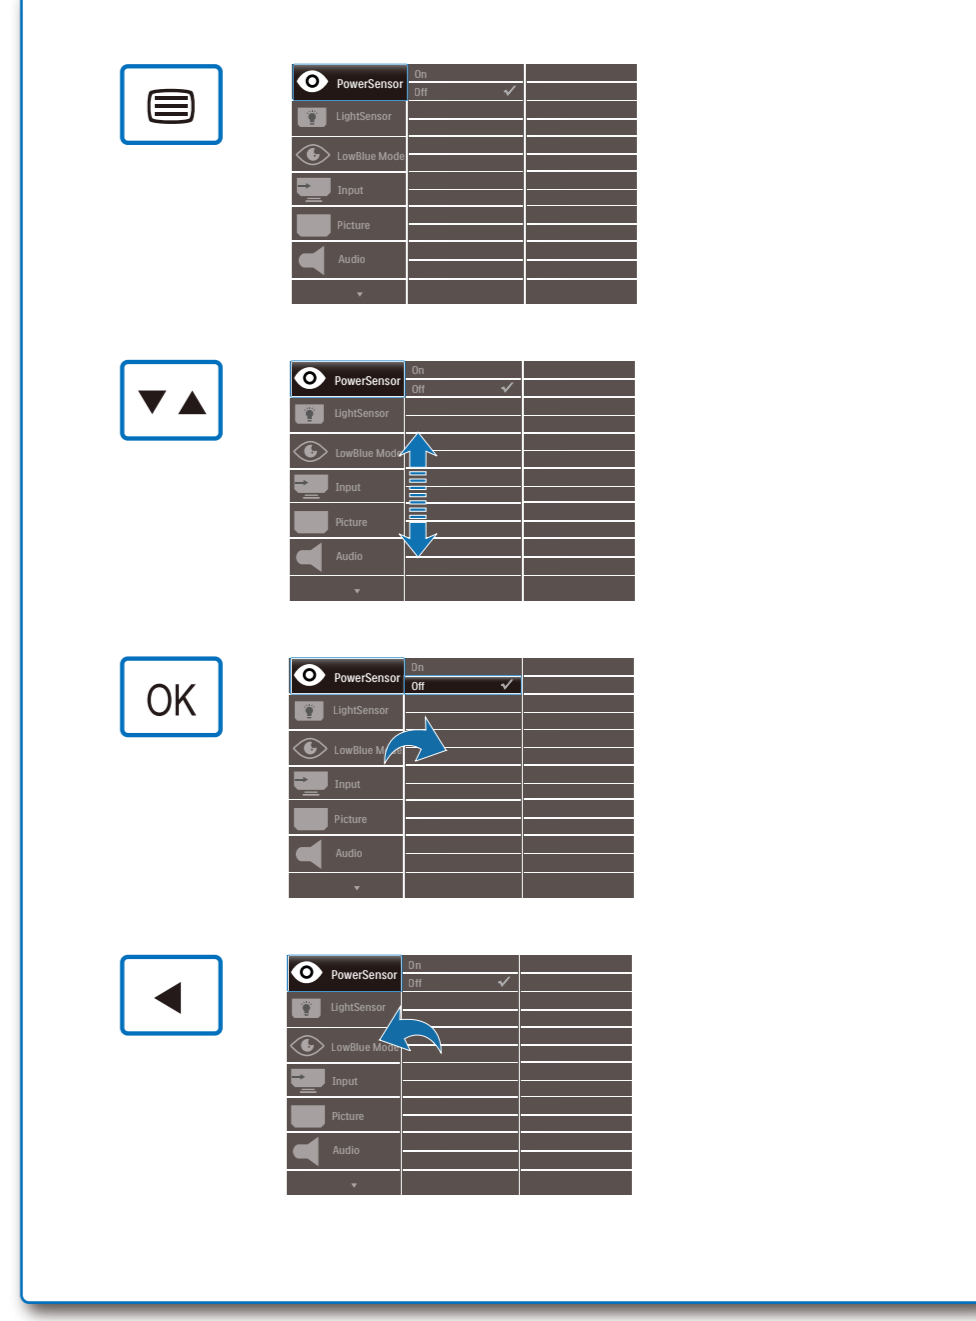 On
PowerSensor
Off
LightSensor
LowBlue Mode
Input
Picture
Audio
On
PowerSensor
Off
LightSensor
LowBlue Mode
Input
Picture
Audio
OK
On
PowerSensor
Off
LightSensor
LowBlue M
Input
Picture
Audio
On
PowerSensor
Off
LightSensor
LowBlue Mode
Input
Picture
Audio